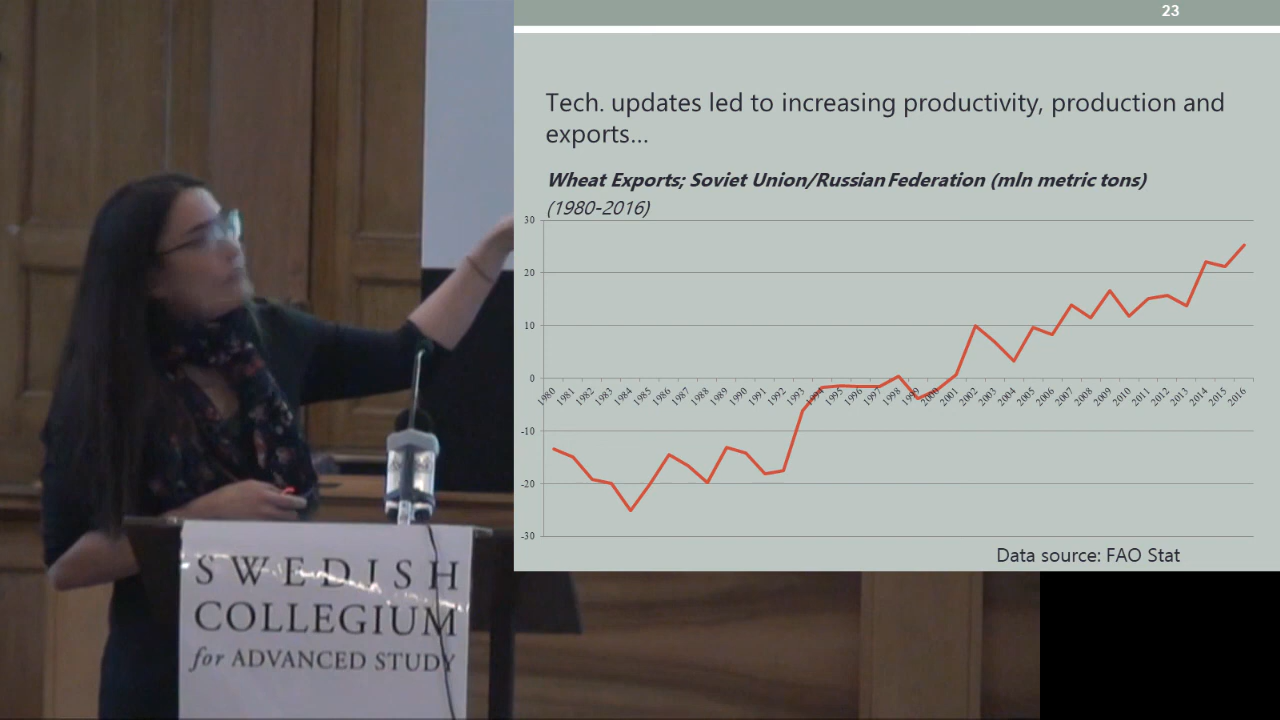 23
Tech. updates led to increasing productivity, production and
exports...
Wheat Exports; Soviet Union/Russian Federation (mln metric tons)
(1980-2016)
30
20
10
0
-10
-20
-30
1980 1981 1982 1983 1984 1985 1986 1987 1988 1989 1990 1991 1992 1993 1994 1995 1996 1997 1998 1999 2000 2001 2002 2003 2004 2005 2006 2007 2008 2009 2010 2011 2012 2013 2014 2015 2016
Data source: FAO Stat
SWEDISH
COLLEGIUM
for ADVANCED STUDY